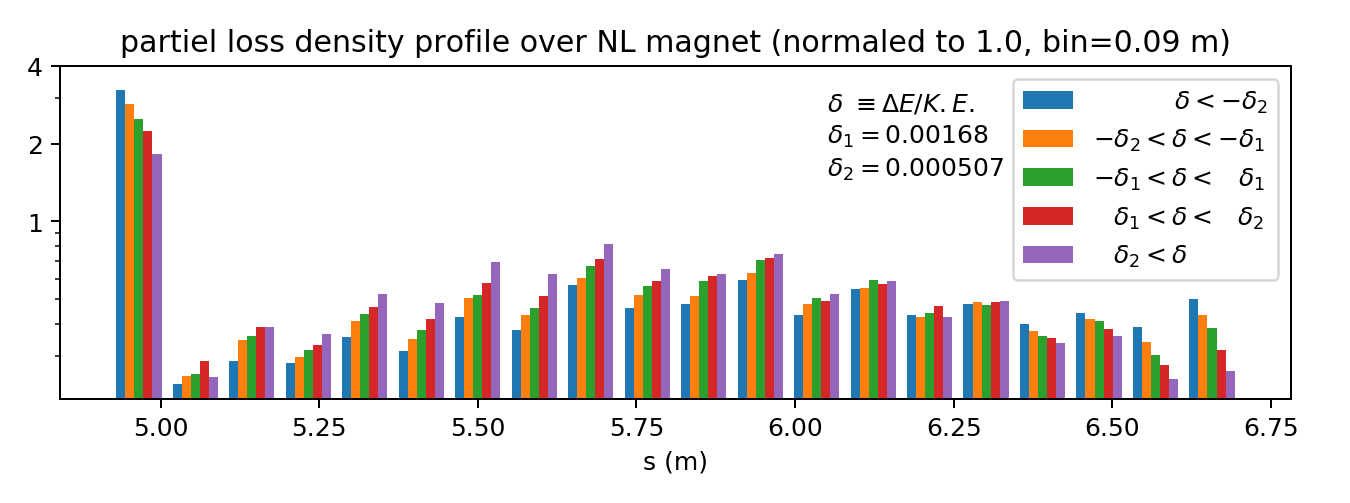 partiel loss density profile over NL magnet (normaled to 1.0, bin=0.09 m)
4
2
1
δ ≡ ΔE/K.E.
δ₁ = 0.00168
δ₂ = 0.000507
δ < −δ₂
−δ₂ < δ < −δ₁
−δ₁ < δ < δ₁
δ₁ < δ < δ₂
δ₂ < δ
5.00 5.25 5.50 5.75 6.00 6.25 6.50 6.75
s (m)